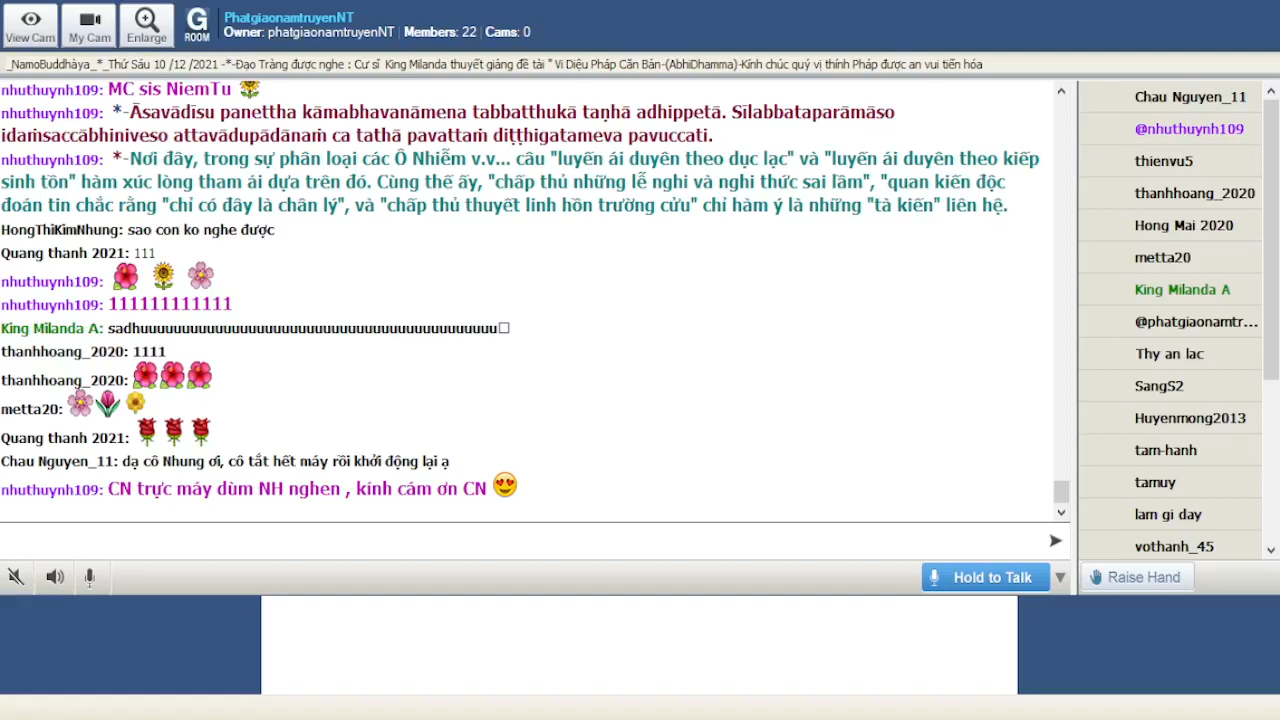 View Cam
My Cam
Enlarge
G
ROOM
PhatgiaonamtruyenNT
Owner: phatgiaonamtruyenNT | Members: 22 | Cams: 0
_NamoBuddhàya_*_Thứ Sáu 10 /12 /2021 -*-Đạo Tràng được nghe : Cư sĩ King Milanda thuyết giảng đề tài " Vi Diệu Pháp Căn Bản-(AbhiDhamma)-Kính chúc quý vị thính Pháp được an vui tiến hóa
nhuthuynh109: MC sis NiemTu
nhuthuynh109: *-Āsavādīsu panettha kāmabhavanāmena tabbatthukā taṇhā adhippetā. Sīlabbataparāmāso
idaṁsaccābhiniveso attavādupādānaṁ ca tathā pavattaṁ diṭṭhigatameva pavuccati.
nhuthuynh109: *-Nơi đây, trong sự phân loại các Ô Nhiễm v.v... câu "luyến ái duyên theo dục lạc" và "luyến ái duyên theo kiếp
sinh tồn" hàm xúc lòng tham ái dựa trên đó. Cùng thế ấy, "chấp thủ những lễ nghi và nghi thức sai lầm", "quan kiến độc
đoán tin chắc rằng "chỉ có đây là chân lý", và "chấp thủ thuyết linh hồn trường cửu" chỉ hàm ý là những "tà kiến" liên hệ.
HongThiKimNhung: sao con ko nghe được
Quang thanh 2021: 111
nhuthuynh109:
nhuthuynh109: 111111111111
King Milanda A: sadhuuuuuuuuuuuuuuuuuuuuuuuuuuuuuuuuuuuuuuuuuuu□
thanhhoang_2020: 1111
thanhhoang_2020:
metta20:
Quang thanh 2021:
Chau Nguyen_11: dạ cô Nhung ơi, cô tắt hết máy rồi khởi động lại ạ
nhuthuynh109: CN trực máy dùm NH nghen , kính cám ơn CN
Chau Nguyen_11
@nhuthuynh109
thienvu5
thanhhoang_2020
Hong Mai 2020
metta20
King Milanda A
@phatgiaonamtr...
Thy an lac
SangS2
Huyenmong2013
tam-hanh
tamuy
lam gi day
vothanh_45
Hold to Talk
Raise Hand